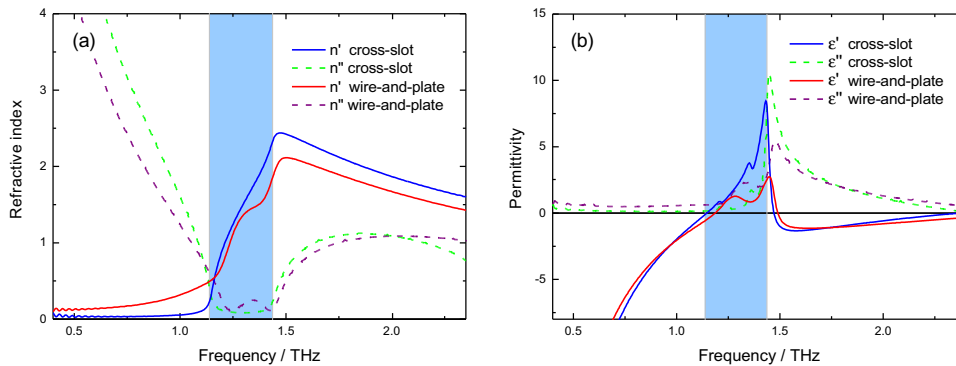 (a)
n' cross-slot
n'' cross-slot
n' wire-and-plate
n'' wire-and-plate
Refractive index
4
3
2
1
0
0.5 1.0 1.5 2.0
Frequency / THz
(b)
ε' cross-slot
ε'' cross-slot
ε' wire-and-plate
ε'' wire-and-plate
Permittivity
15
10
5
0
-5
0.5 1.0 1.5 2.0
Frequency / THz